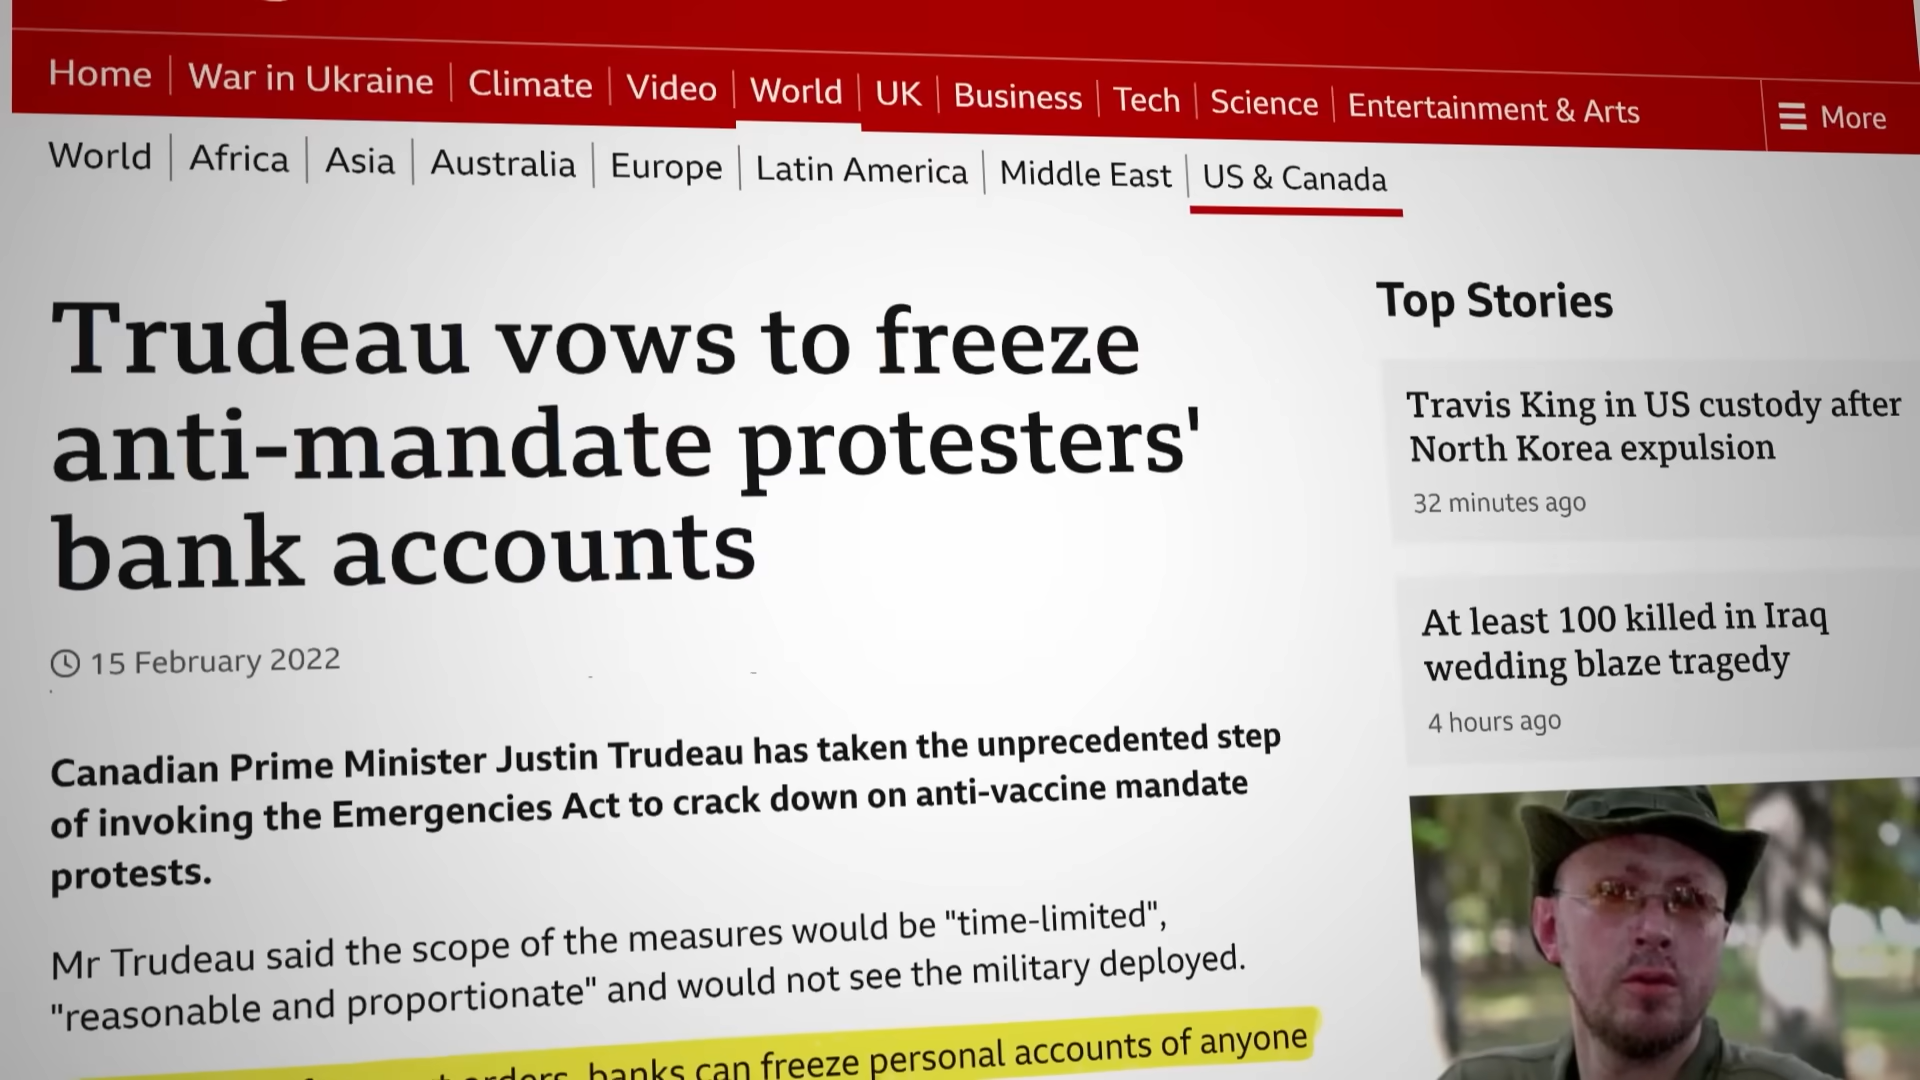 Home
War in Ukraine
Climate
Video
World
UK
Business
Tech
Science
Entertainment & Arts
More
World
Africa
Asia
Australia
Europe
Latin America
Middle East
US & Canada
Trudeau vows to freeze
anti-mandate protesters'
bank accounts
15 February 2022
Canadian Prime Minister Justin Trudeau has taken the unprecedented step
of invoking the Emergencies Act to crack down on anti-vaccine mandate
protests.
Mr Trudeau said the scope of the measures would be "time-limited",
"reasonable and proportionate" and would not see the military deployed.
orders, banks can freeze personal accounts of anyone
Top Stories
Travis King in US custody after
North Korea expulsion
32 minutes ago
At least 100 killed in Iraq
wedding blaze tragedy
4 hours ago